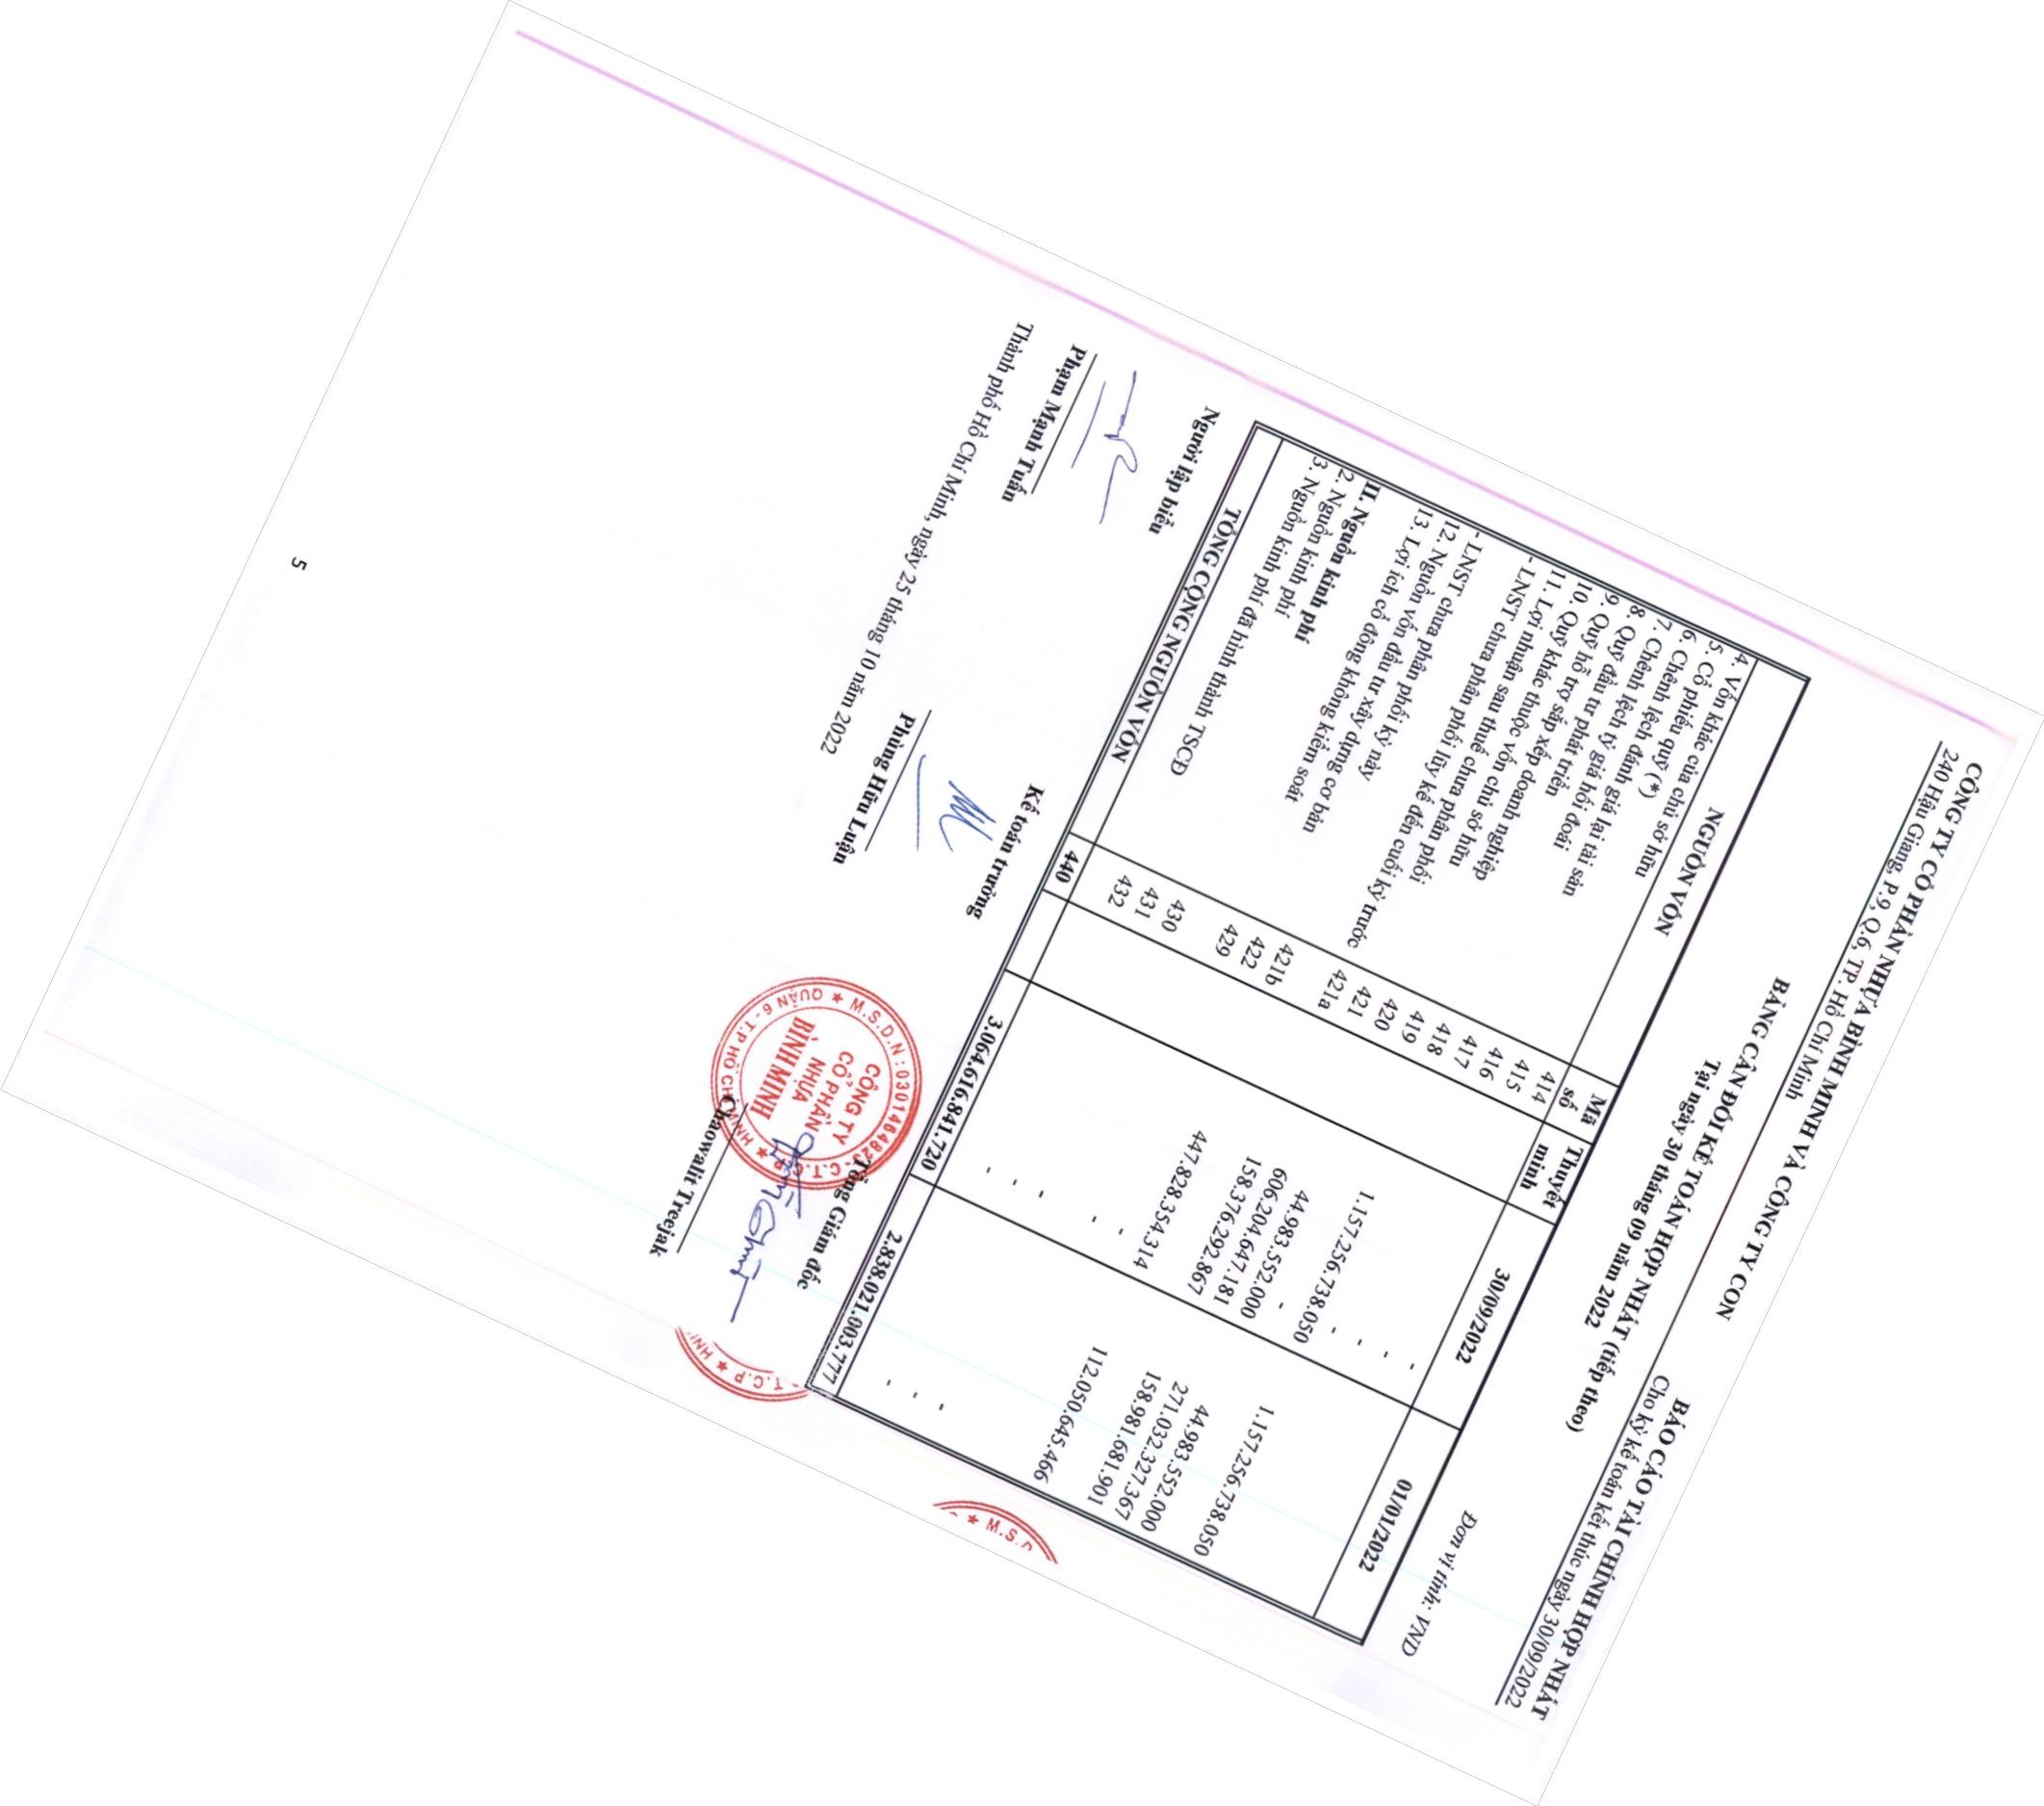 CÔNG TY CỔ PHẦN NHỰA BÌNH MINH VÀ CÔNG TY CON BÁO CÁO TÀI CHÍNH HỢP NHẤT
240 Hậu Giang, P.9, Q.6, TP. Hồ Chí Minh Cho kỳ kế toán kết thúc ngày 30/09/2022
BẢNG CÂN ĐỐI KẾ TOÁN HỢP NHẤT (tiếp theo)
Tại ngày 30 tháng 09 năm 2022
Đơn vị tính: VND
NGUỒN VỐN Mã số Thuyết minh 30/09/2022 01/01/2022
4. Vốn khác của chủ sở hữu 414 -
5. Cổ phiếu quỹ (*) 415 -
6. Chênh lệch đánh giá lại tài sản 416 -
7. Chênh lệch tỷ giá hối đoái 417 -
8. Quỹ đầu tư phát triển 418 1.157.256.738.050 1.157.256.738.050
9. Quỹ hỗ trợ sắp xếp doanh nghiệp 419 -
10. Quỹ khác thuộc vốn chủ sở hữu 420 44.983.552.000 44.983.552.000
11. Lợi nhuận sau thuế chưa phân phối 421 606.204.647.181 271.032.327.367
- LNST chưa phân phối lũy kế đến cuối kỳ trước 421a 158.376.292.867 158.981.681.901
- LNST chưa phân phối kỳ này 421b 447.828.354.314 112.050.645.466
12. Nguồn vốn đầu tư xây dựng cơ bản 422 -
13. Lợi ích cổ đông không kiểm soát 429 -
II. Nguồn kinh phí 430 - -
2. Nguồn kinh phí 431 - -
3. Nguồn kinh phí đã hình thành TSCĐ 432 - -
TỔNG CỘNG NGUỒN VỐN 440 3.064.616.841.720 2.838.021.003.777
Người lập biểu Kế toán trưởng Tổng Giám đốc
M.S.D.N: 0301464823-C.T.C.P
CÔNG TY
CỔ PHẦN
NHỰA
BÌNH MINH
QUẬN 6 - T.P HỒ CHÍ MINH
T.C.P
M.S.D
Phạm Mạnh Tuấn Phùng Hữu Luận Chaowalit Treejak
Thành phố Hồ Chí Minh, ngày 25 tháng 10 năm 2022
5